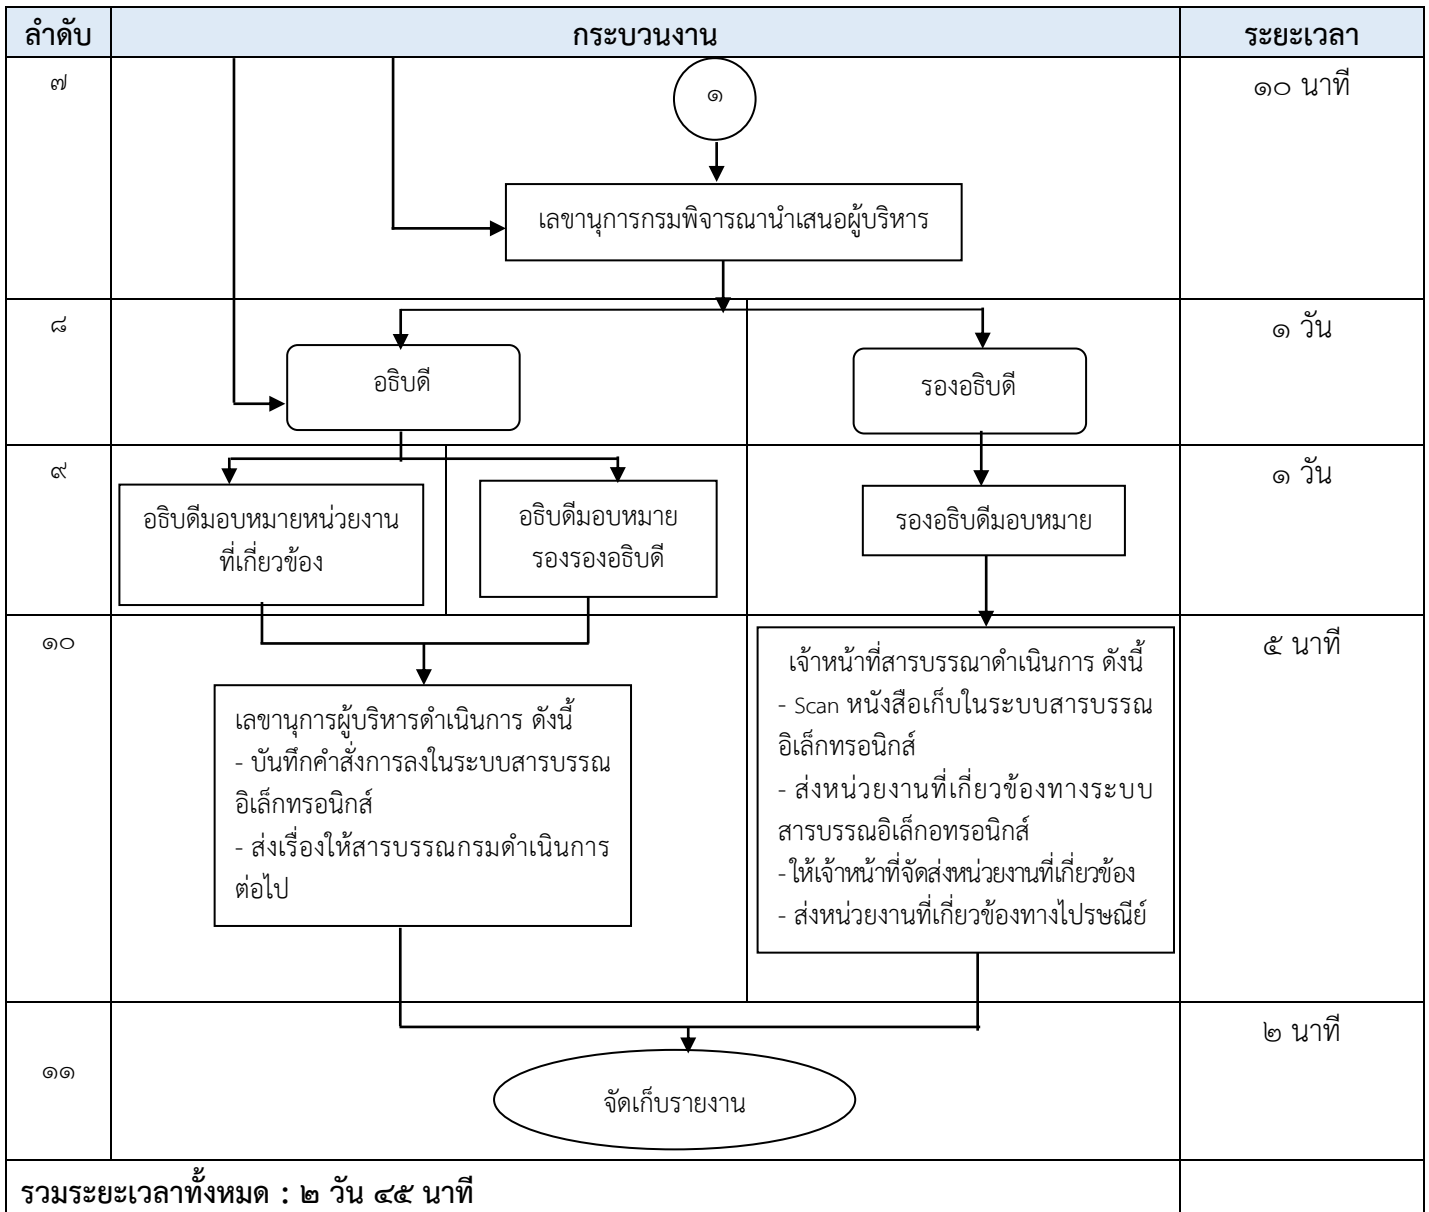 ลำดับ กระบวนงาน ระยะเวลา
๗ ๑ ๑๐ นาที
เลขานุการกรมพิจารณานำเสนอผู้บริหาร
๘ ๑ วัน
อธิบดี รองอธิบดี
๙ ๑ วัน
อธิบดีมอบหมายหน่วยงาน
ที่เกี่ยวข้อง
อธิบดีมอบหมาย
รองรองอธิบดี
รองอธิบดีมอบหมาย
๑๐ ๕ นาที
เลขานุการผู้บริหารดำเนินการ ดังนี้
- บันทึกคำสั่งการลงในระบบสารบรรณ
อิเล็กทรอนิกส์
- ส่งเรื่องให้สารบรรณกรมดำเนินการ
ต่อไป
เจ้าหน้าที่สารบรรณาดำเนินการ ดังนี้
- Scan หนังสือเก็บในระบบสารบรรณ
อิเล็กทรอนิกส์
- ส่งหน่วยงานที่เกี่ยวข้องทางระบบ
สารบรรณอิเล็กอทรอนิกส์
- ให้เจ้าหน้าที่จัดส่งหน่วยงานที่เกี่ยวข้อง
- ส่งหน่วยงานที่เกี่ยวข้องทางไปรษณีย์
๑๑ ๒ นาที
จัดเก็บรายงาน
รวมระยะเวลาทั้งหมด : ๒ วัน ๔๕ นาที